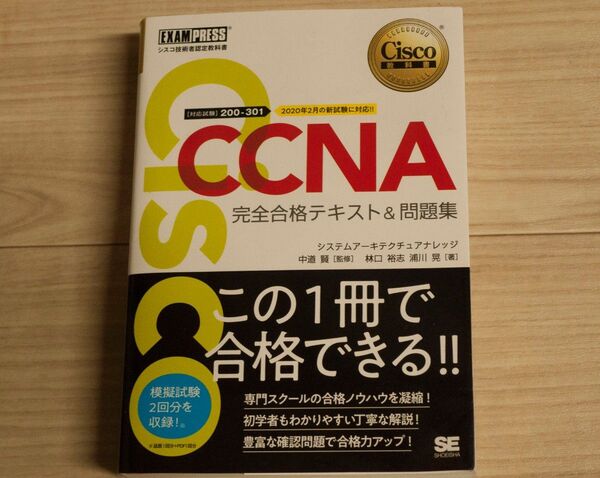 EXAMPRESS
シスコ技術者認定教科書
Cisco
教科書
Cisco
[対応試験] 200-301
2020年2月の新試験に対応!!
CCNA
完全合格テキスト&問題集
システムアーキテクチュアナレッジ
中道 賢[監修] 林口 裕志 浦川 晃[著]
この1冊で
合格できる!!
模擬試験
2回分を
収録!
専門スクールの合格ノウハウを凝縮!
初学者もわかりやすい丁寧な解説!
豊富な確認問題で合格力アップ!
SE
SHOEISHA